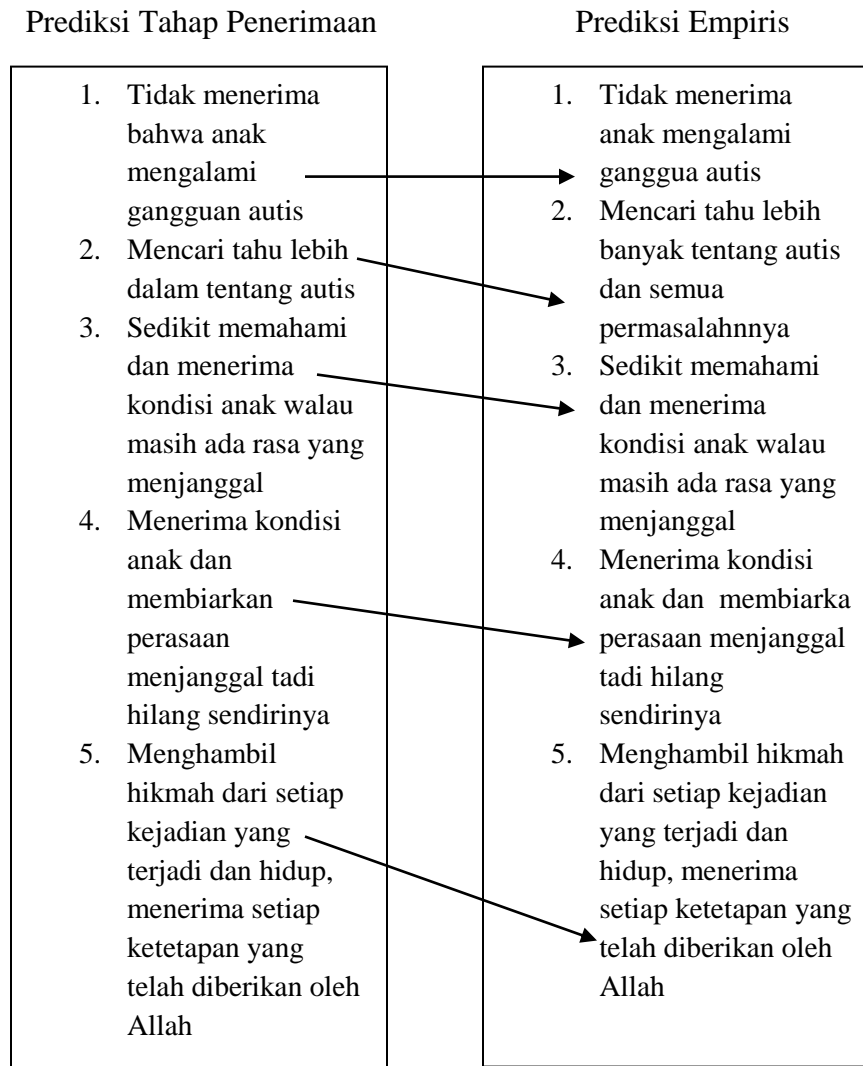 Prediksi Tahap Penerimaan
1. Tidak menerima
bahwa anak
mengalami
gangguan autis
2. Mencari tahu lebih
dalam tentang autis
3. Sedikit memahami
dan menerima
kondisi anak walau
masih ada rasa yang
menjanggal
4. Menerima kondisi
anak dan
membiarkan
perasaan
menjanggal tadi
hilang sendirinya
5. Menghambil
hikmah dari setiap
kejadian yang
terjadi dan hidup,
menerima setiap
ketetapan yang
telah diberikan oleh
Allah
Prediksi Empiris
1. Tidak menerima
anak mengalami
ganggua autis
2. Mencari tahu lebih
banyak tentang autis
dan semua
permasalahnnya
3. Sedikit memahami
dan menerima
kondisi anak walau
masih ada rasa yang
menjanggal
4. Menerima kondisi
anak dan membiarka
perasaan menjanggal
tadi hilang
sendirinya
5. Menghambil hikmah
dari setiap kejadian
yang terjadi dan
hidup, menerima
setiap ketetapan yang
telah diberikan oleh
Allah